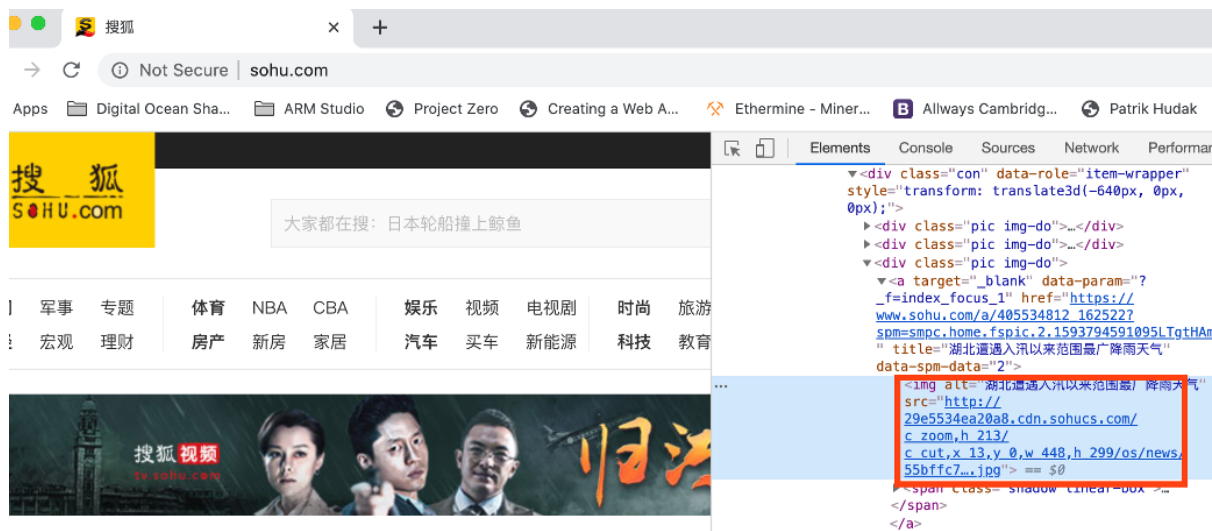 搜狐
Not Secure
sohu.com
Apps
Digital Ocean Sha...
ARM Studio
Project Zero
Creating a Web A...
Ethermine - Miner...
B
Allways Cambridg...
Patrik Hudak
搜 狐
SOHU.com
大家都在搜：日本轮船撞上鲸鱼
军事 专题 体育 NBA CBA 娱乐 视频 电视剧 时尚 旅游
宏观 理财 房产 新房 家居 汽车 买车 新能源 科技 教育
搜狐视频
tv.sohu.com
Elements Console Sources Network Performan
<div class="con" data-role="item-wrapper"
style="transform: translate3d(-640px, 0px,
0px);">
<div class="pic img-do">…</div>
<div class="pic img-do">…</div>
<div class="pic img-do">
<a target="_blank" data-param="?
_f=index_focus_1" href="https://
www.sohu.com/a/405534812_162522?
spm=smpc.home.fspic.2.1593794591095LTgtHAm
" title="湖北遭遇入汛以来范围最广降雨天气"
data-spm-data="2">
<img alt="湖北遭遇入汛以来范围最广降雨天气"
src="http://
29e5534ea20a8.cdn.sohucs.com/
c_zoom,h_213/
c_cut,x_13,y_0,w_448,h_299/os/news/
55bffc7….jpg"> == $0
<span class="shadow linear-box">…
</span>
</a>